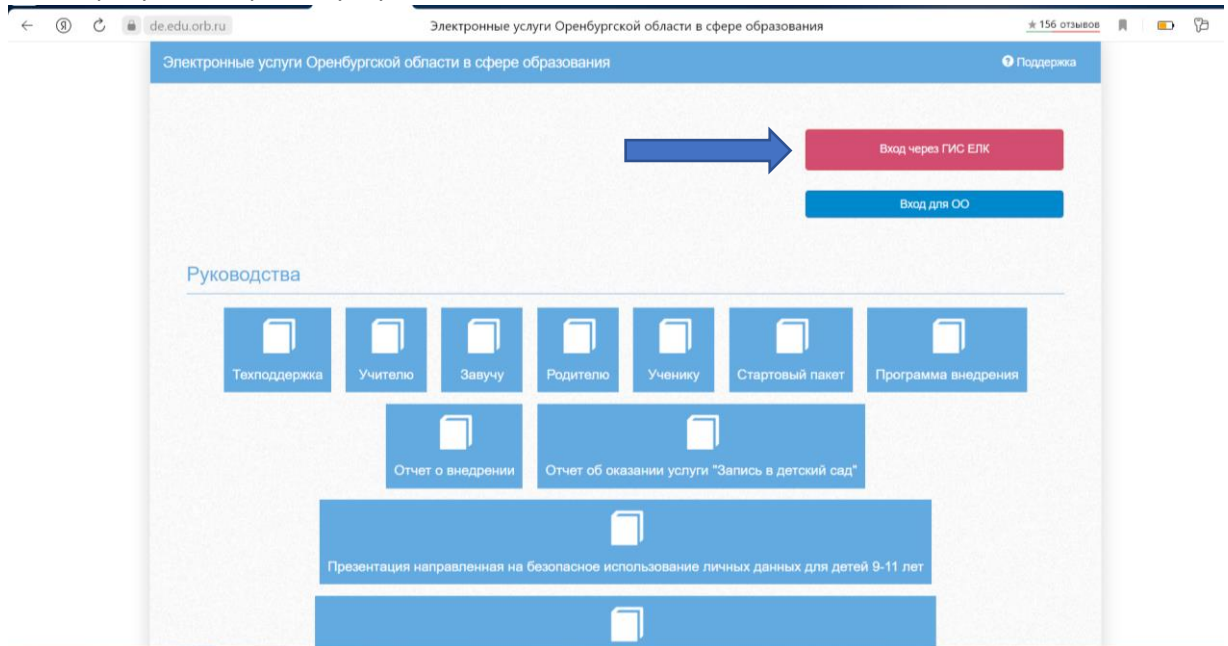 de.edu.orb.ru
Электронные услуги Оренбургской области в сфере образования
156 отзывов
Электронные услуги Оренбургской области в сфере образования
Поддержка
Вход через ГИС ЕЛК
Вход для ОО
Руководства
Техподдержка
Учителю
Завучу
Родителю
Ученику
Стартовый пакет
Программа внедрения
Отчет о внедрении
Отчет об оказании услуги "Запись в детский сад"
Презентация направленная на безопасное использование личных данных для детей 9-11 лет